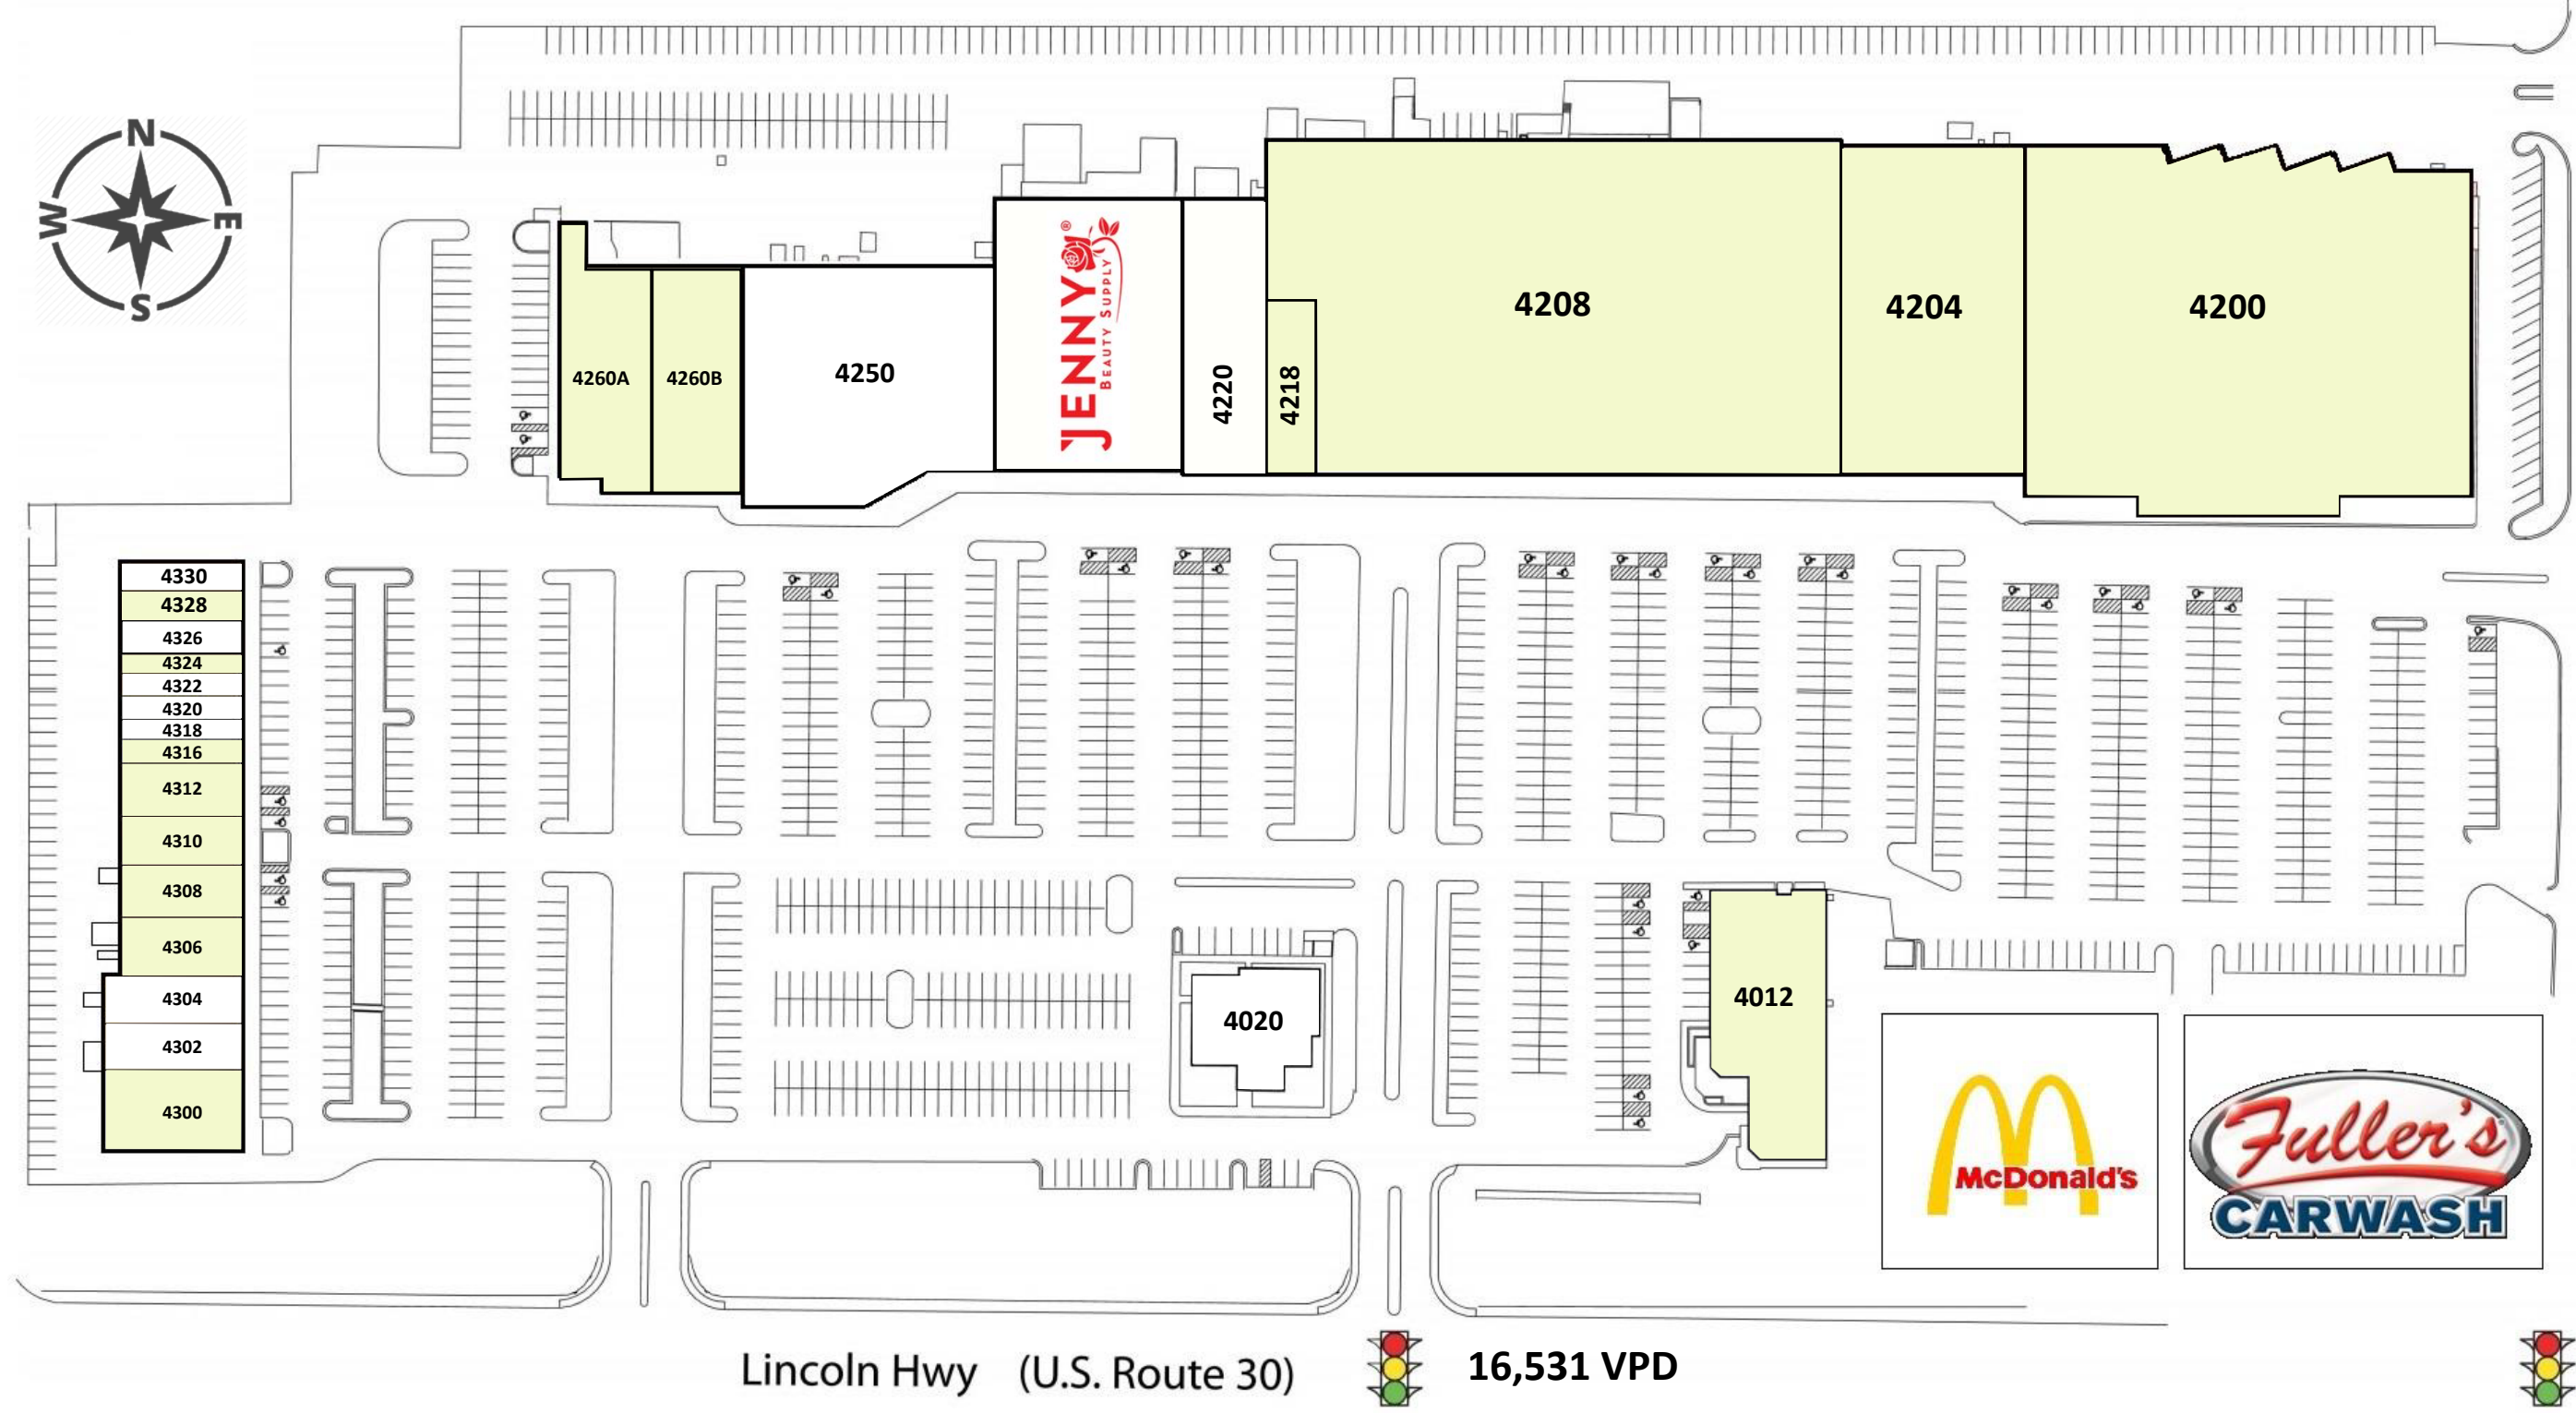 N
W
E
S
4208
4204
4200
4260A
4260B
4250
JENNY®
BEAUTY SUPPLY
4220
4218
4330
4328
4326
4324
4322
4320
4318
4316
4312
4310
4308
4306
4304
4302
4300
4020
4012
McDonald's
Fuller's
CARWASH
Lincoln Hwy (U.S. Route 30)
16,531 VPD